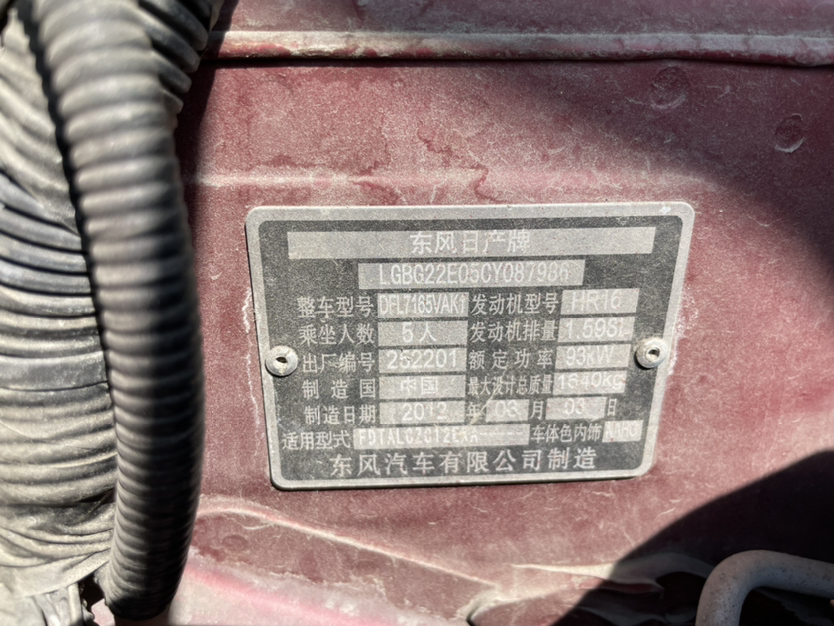 东风日产牌
LGBG22E05CY087986
整车型号 DFL7165VAK1 发动机型号 HR16
乘坐人数 5人 发动机排量 1.598L
出厂编号 252201 额定功率 93kW
制造国 中国 最大设计总质量 1640kg
制造日期 2012 年 03 月 03 日
适用型式 车体色内饰
东风汽车有限公司制造